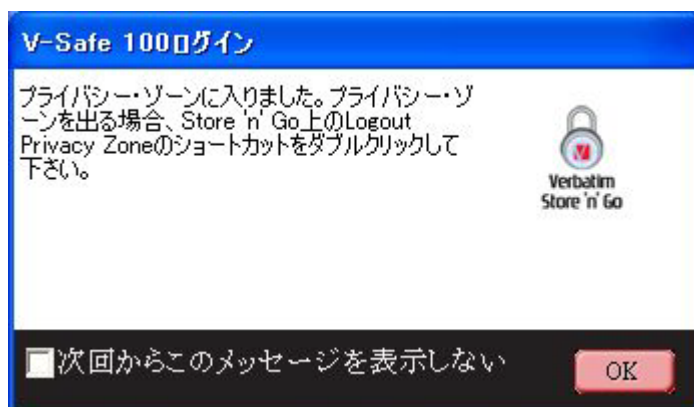 V-Safe 100ログイン
プライバシー・ゾーンに入りました。プライバシー・ゾ
ーンを出る場合、Store 'n' Go上のLogout
Privacy Zoneのショートカットをダブルクリックして
下さい。
Verbatim
Store 'n' Go
次回からこのメッセージを表示しない
OK